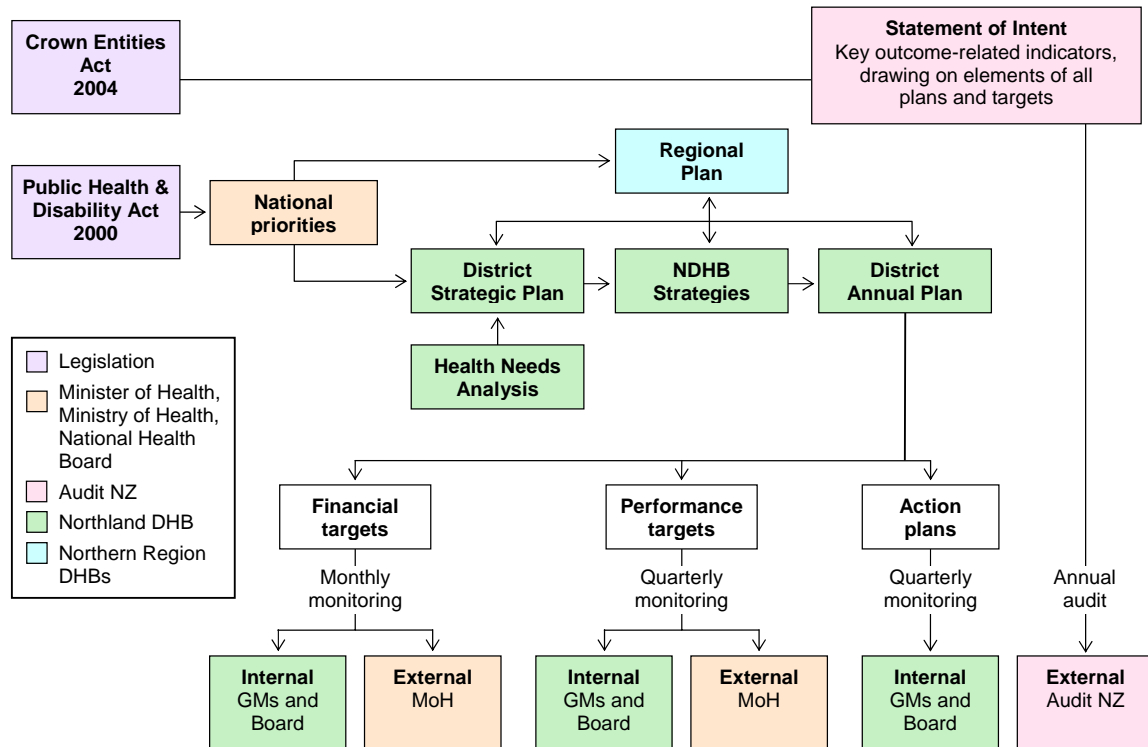 Crown Entities
Act
2004
Statement of Intent
Key outcome-related indicators,
drawing on elements of all
plans and targets
Public Health &
Disability Act
2000
National
priorities
Regional
Plan
District
Strategic Plan
NDHB
Strategies
District
Annual Plan
Health Needs
Analysis
Legislation
Minister of Health,
Ministry of Health,
National Health
Board
Audit NZ
Northland DHB
Northern Region
DHBs
Financial
targets
Performance
targets
Action
plans
Monthly
monitoring
Quarterly
monitoring
Quarterly
monitoring
Annual
audit
Internal
GMs and
Board
External
MoH
Internal
GMs and
Board
External
MoH
Internal
GMs and
Board
External
Audit NZ